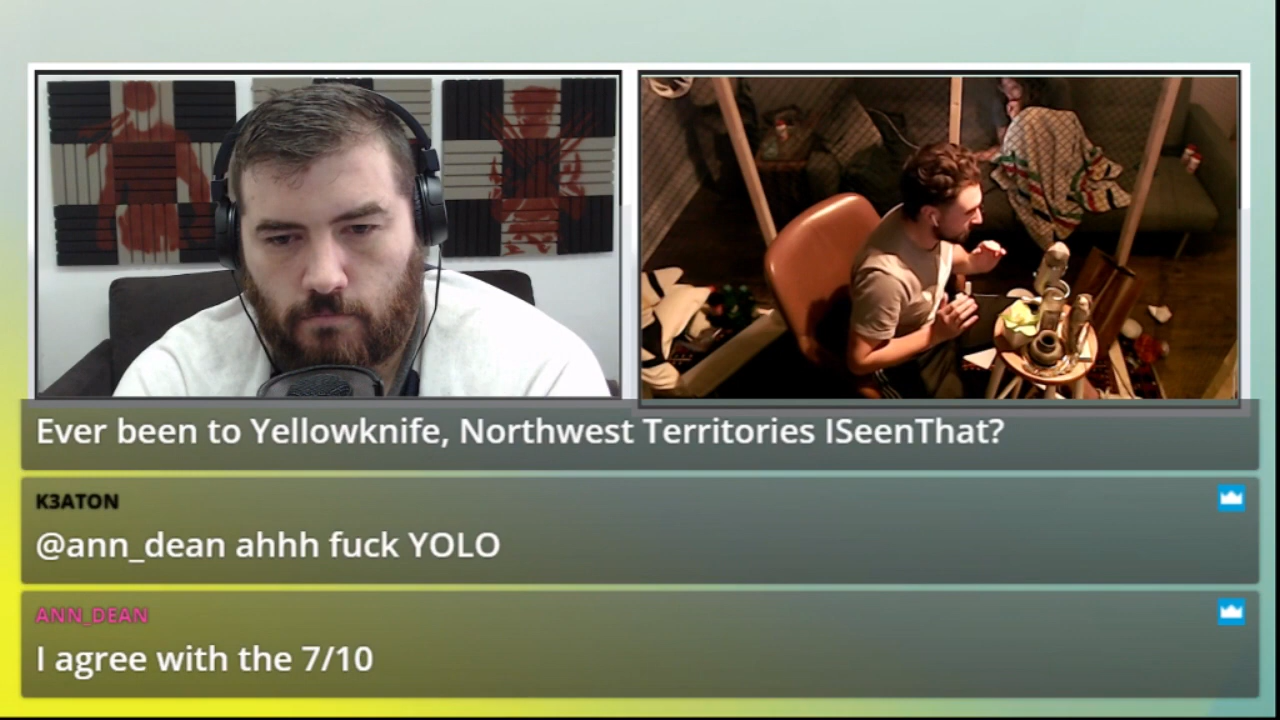 Ever been to Yellowknife, Northwest Territories ISeenThat?
K3ATON
@ann_dean ahhh fuck YOLO
ANN_DEAN
I agree with the 7/10